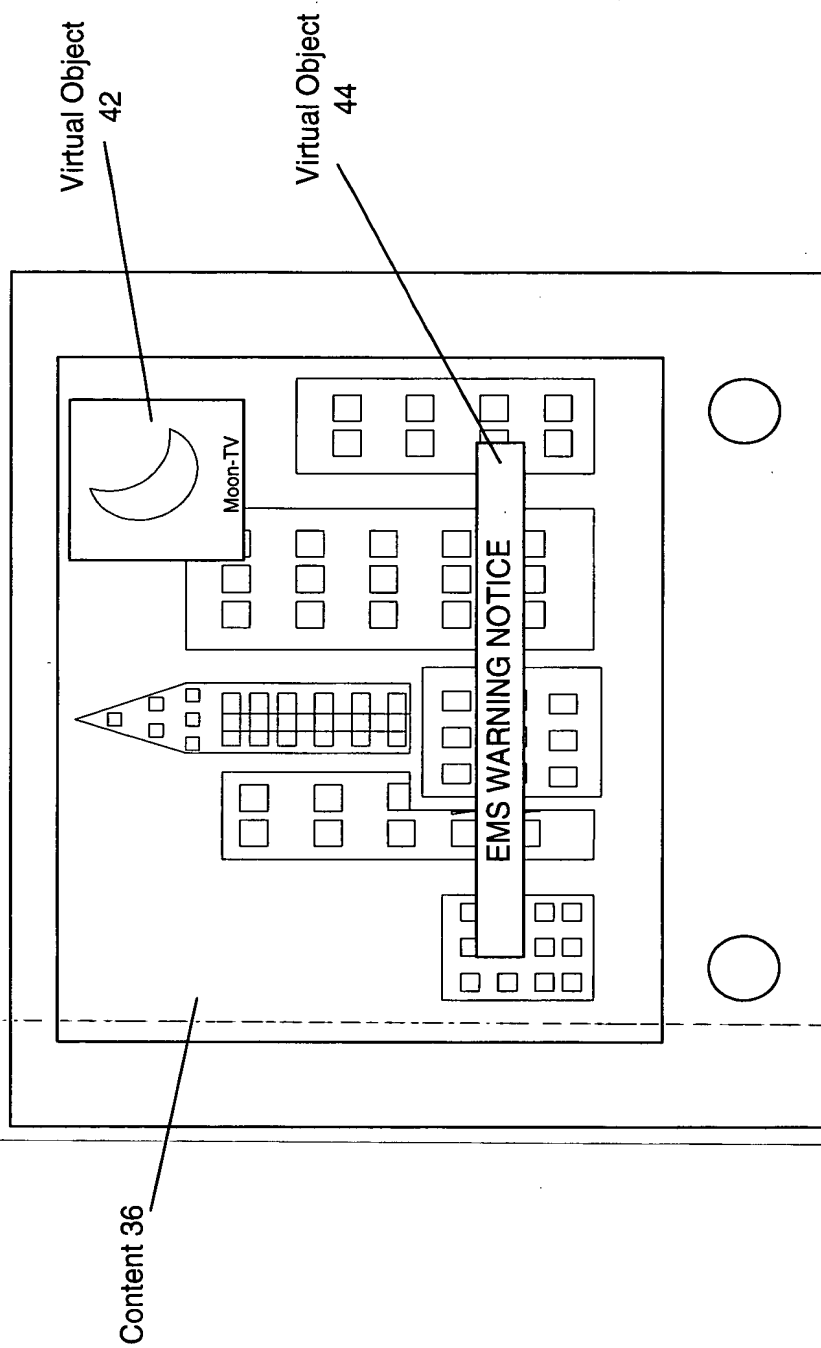 Virtual Object
42
Virtual Object
44
Moon-TV
EMS WARNING NOTICE
Content 36